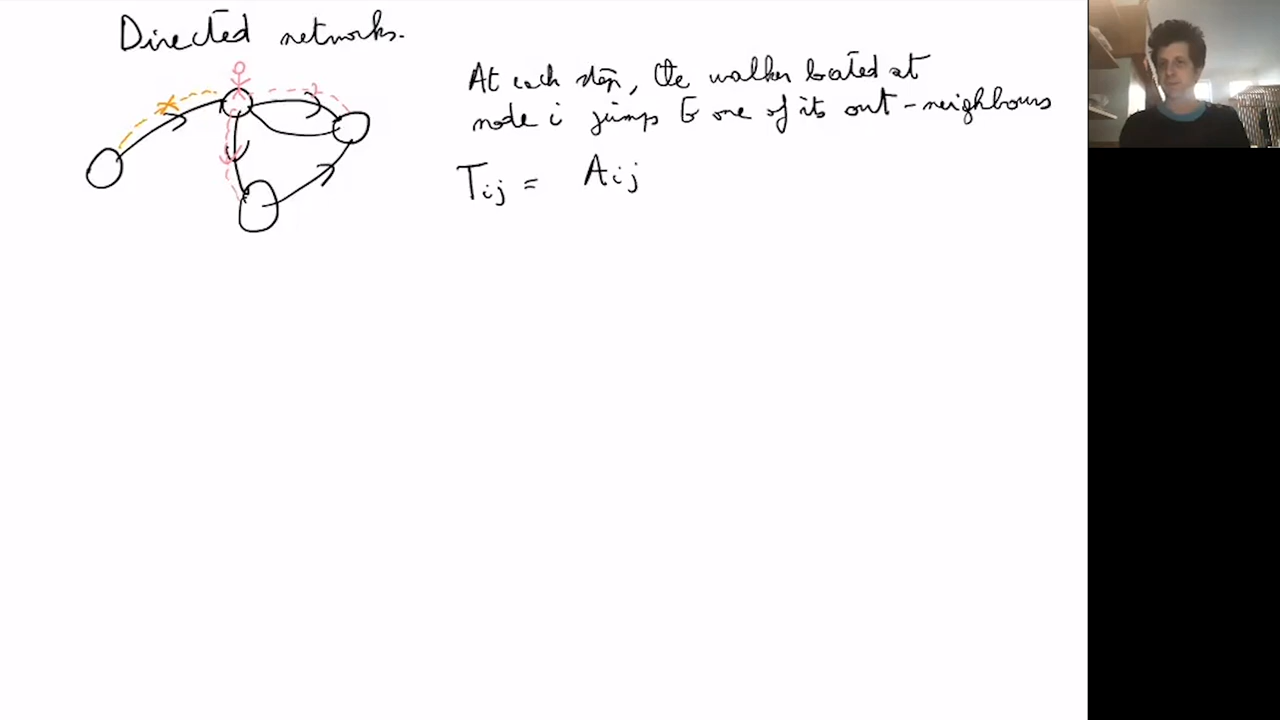 Directed networks.
At each step, the walker located at
node i jumps to one of its out-neighbours
Tij = Aij